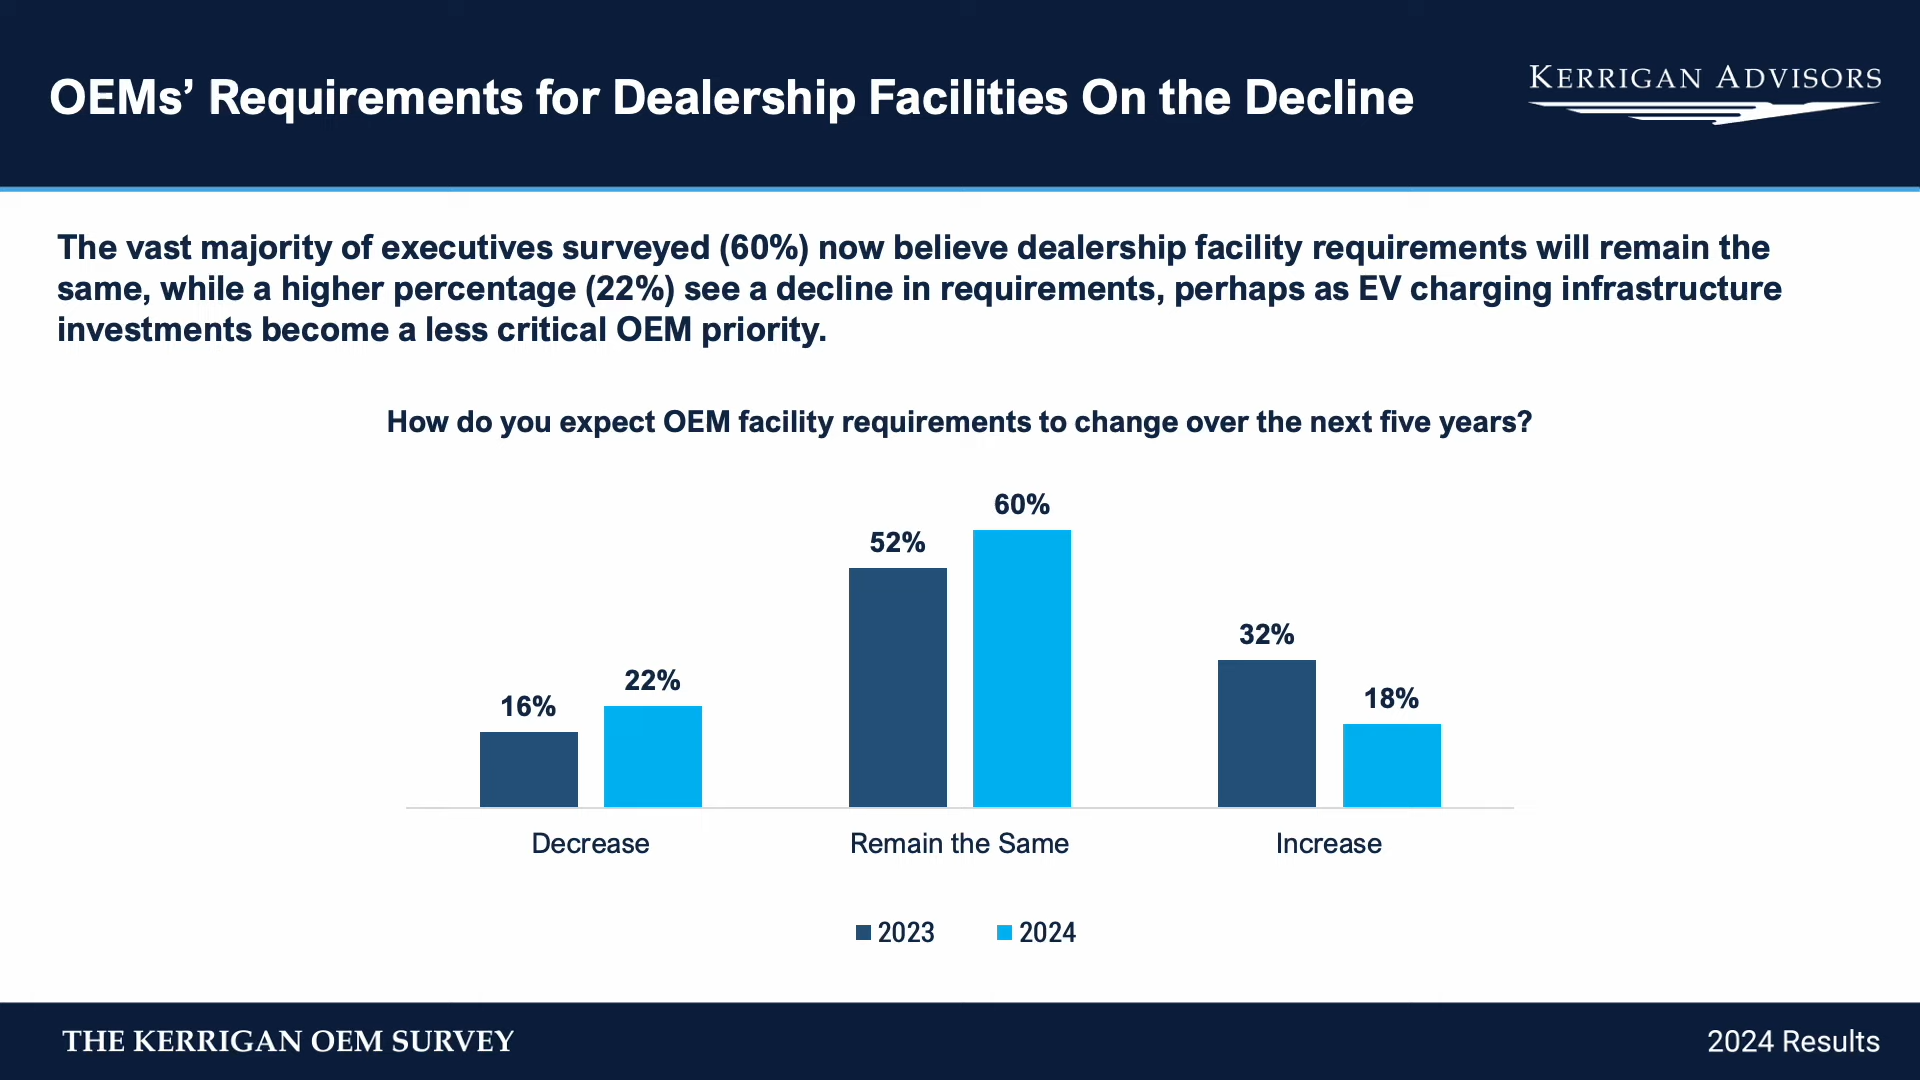 OEMs’ Requirements for Dealership Facilities On the Decline
KERRIGAN ADVISORS
The vast majority of executives surveyed (60%) now believe dealership facility requirements will remain the
same, while a higher percentage (22%) see a decline in requirements, perhaps as EV charging infrastructure
investments become a less critical OEM priority.
How do you expect OEM facility requirements to change over the next five years?
16%
22%
52%
60%
32%
18%
Decrease
Remain the Same
Increase
2023
2024
THE KERRIGAN OEM SURVEY
2024 Results